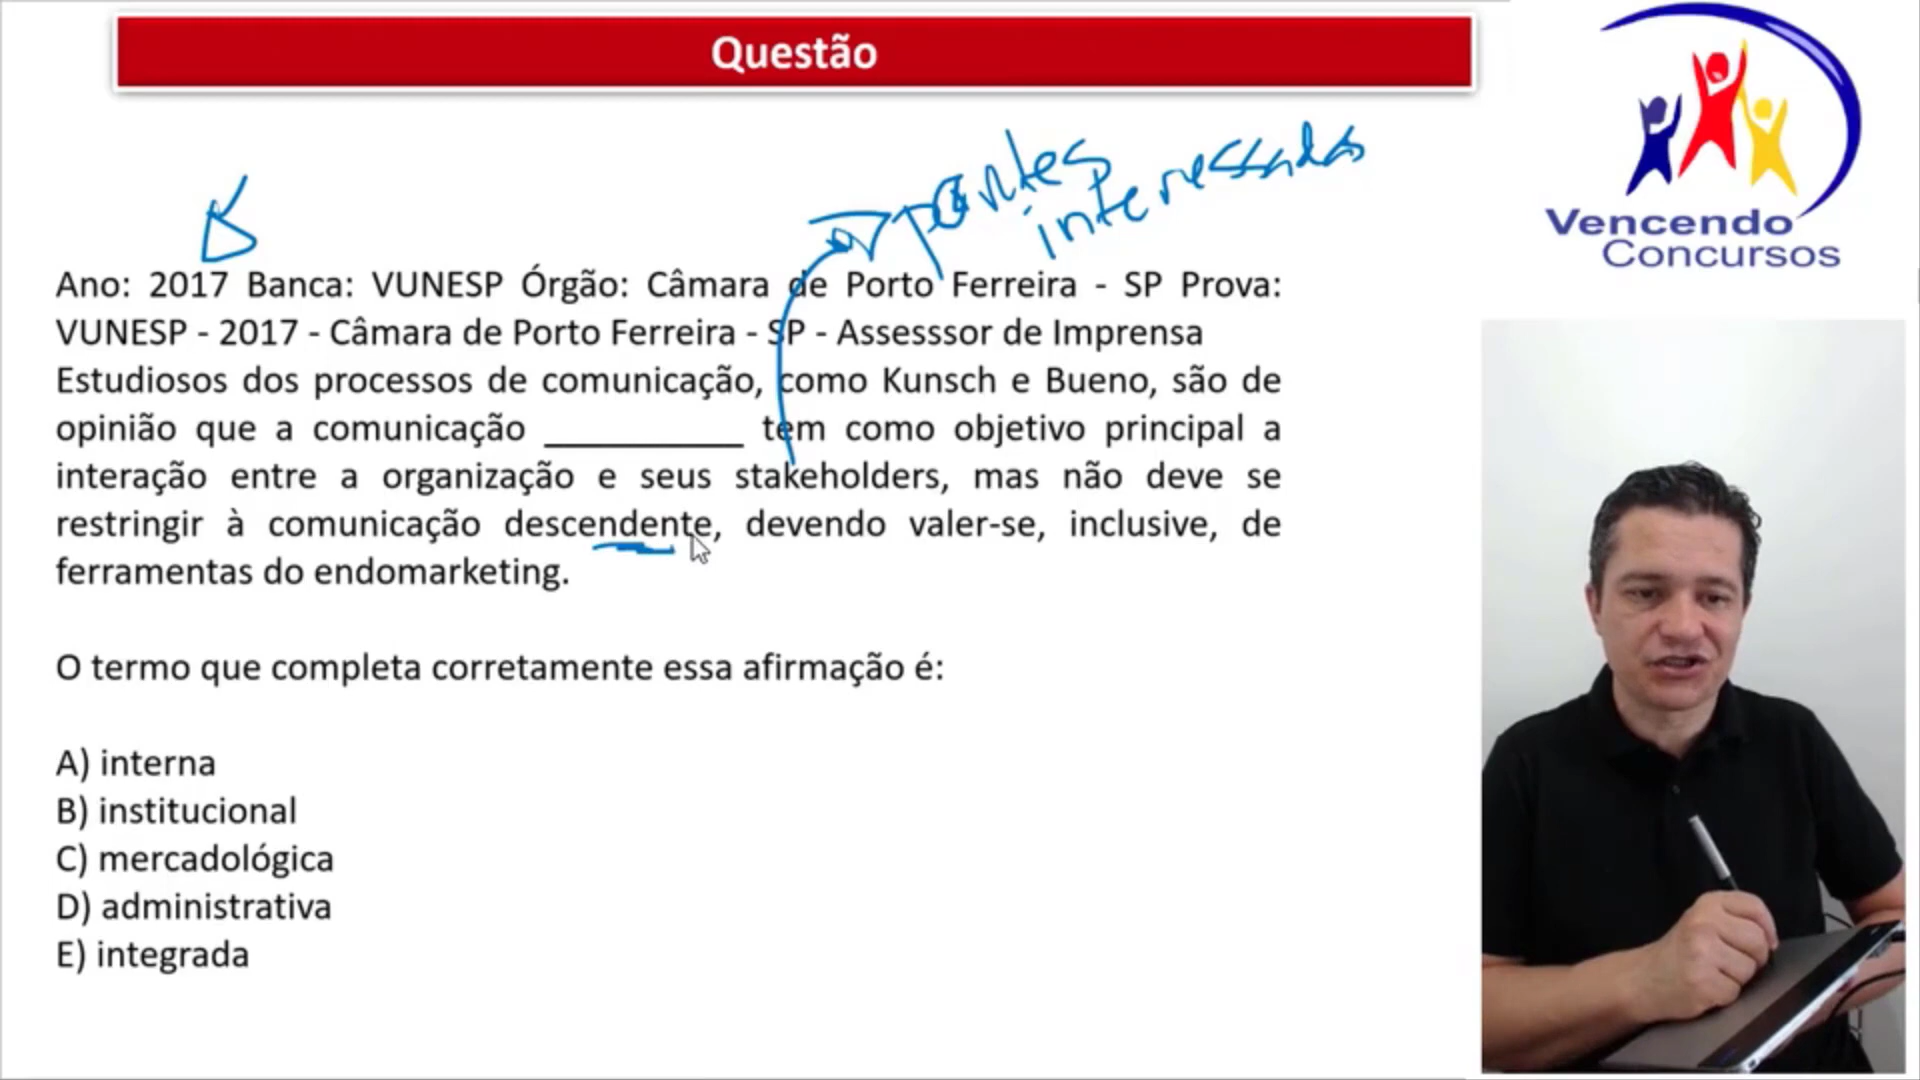 Questão
partes
interessadas
Vencendo
Concursos
Ano: 2017 Banca: VUNESP Órgão: Câmara de Porto Ferreira - SP Prova:
VUNESP - 2017 - Câmara de Porto Ferreira - SP - Assesssor de Imprensa
Estudiosos dos processos de comunicação, como Kunsch e Bueno, são de
opinião que a comunicação __________ tem como objetivo principal a
interação entre a organização e seus stakeholders, mas não deve se
restringir à comunicação descendente, devendo valer-se, inclusive, de
ferramentas do endomarketing.
O termo que completa corretamente essa afirmação é:
A) interna
B) institucional
C) mercadológica
D) administrativa
E) integrada